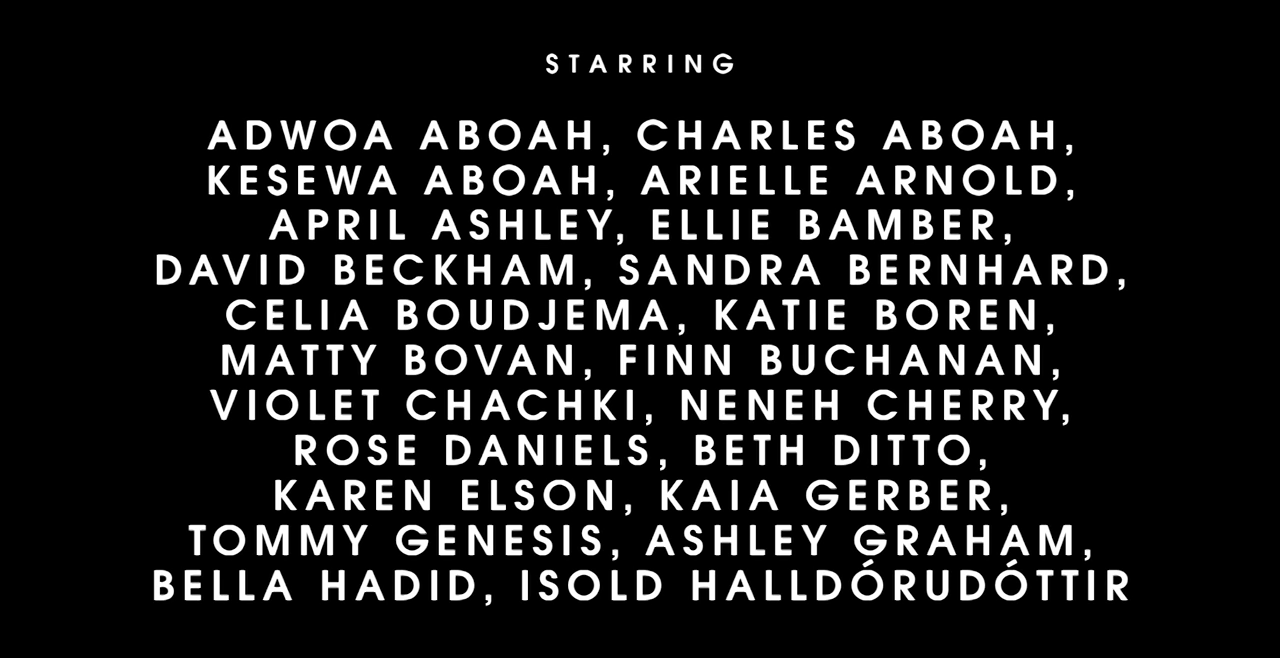 STARRING
ADWOA ABOAH, CHARLES ABOAH,
KESEWA ABOAH, ARIELLE ARNOLD,
APRIL ASHLEY, ELLIE BAMBER,
DAVID BECKHAM, SANDRA BERNHARD,
CELIA BOUDJEMA, KATIE BOREN,
MATTY BOVAN, FINN BUCHANAN,
VIOLET CHACHKI, NENEH CHERRY,
ROSE DANIELS, BETH DITTO,
KAREN ELSON, KAIA GERBER,
TOMMY GENESIS, ASHLEY GRAHAM,
BELLA HADID, ISOLD HALLDÓRUDÓTTIR